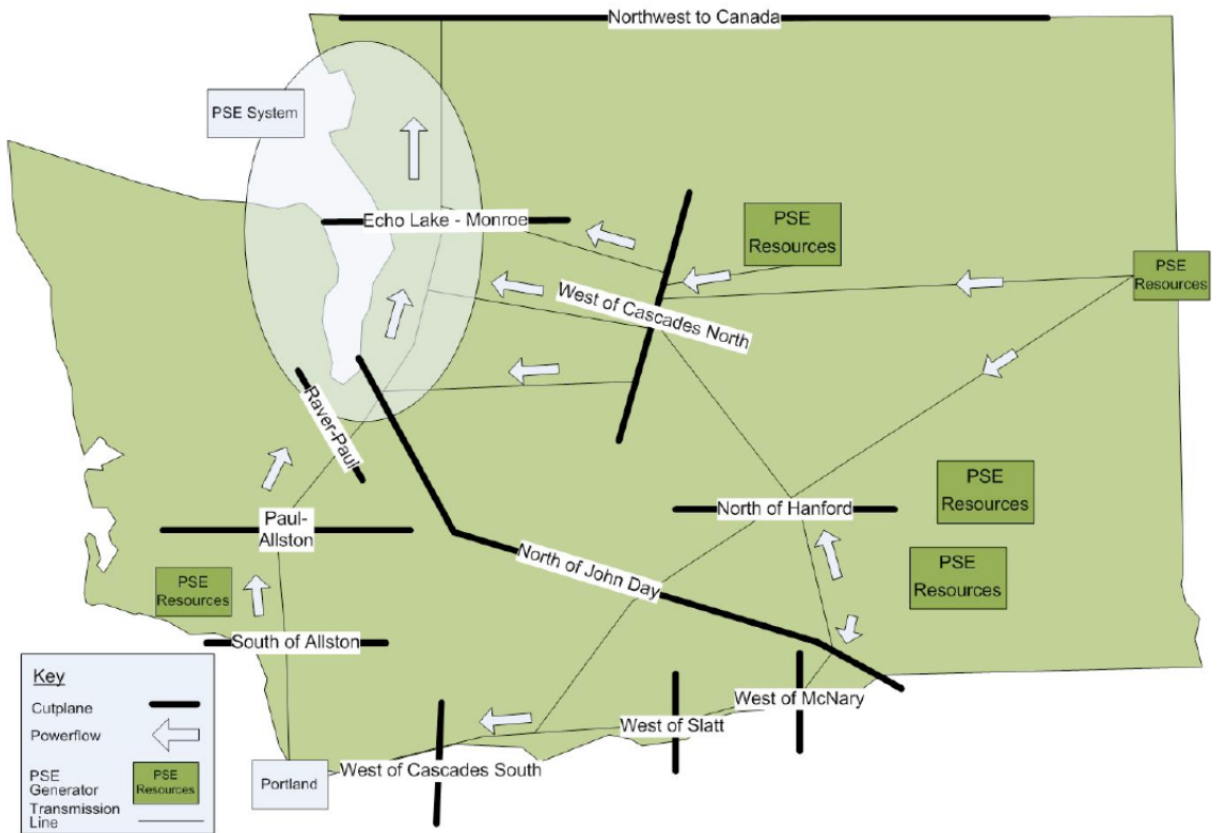 Northwest to Canada
PSE System
Echo Lake - Monroe
PSE
Resources
PSE
Resources
West of Cascades North
Raver-Paul
PSE
Resources
North of Hanford
Paul-
Allston
PSE
Resources
North of John Day
PSE
Resources
South of Allston
Key
Cutplane
Powerflow
PSE
Generator
PSE
Resources
Transmission
Line
West of McNary
West of Slatt
West of Cascades South
Portland